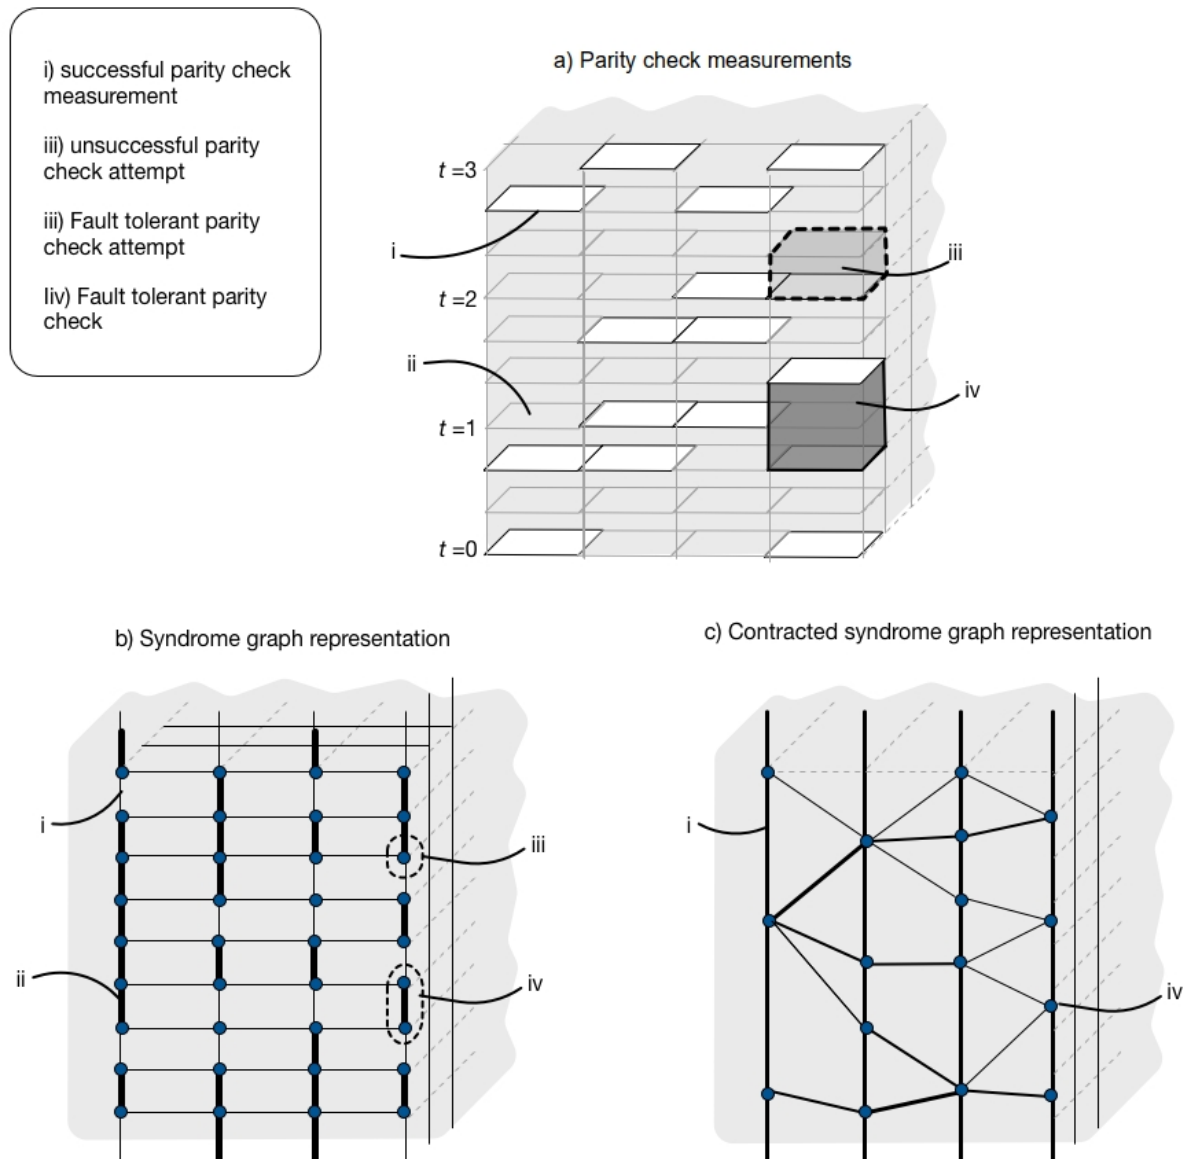 i) successful parity check
measurement
iii) unsuccessful parity
check attempt
iii) Fault tolerant parity
check attempt
Iiv) Fault tolerant parity
check
a) Parity check measurements
t =3
i
iii
t =2
ii
iv
t =1
t =0
b) Syndrome graph representation
i
iii
ii
iv
c) Contracted syndrome graph representation
i
iv